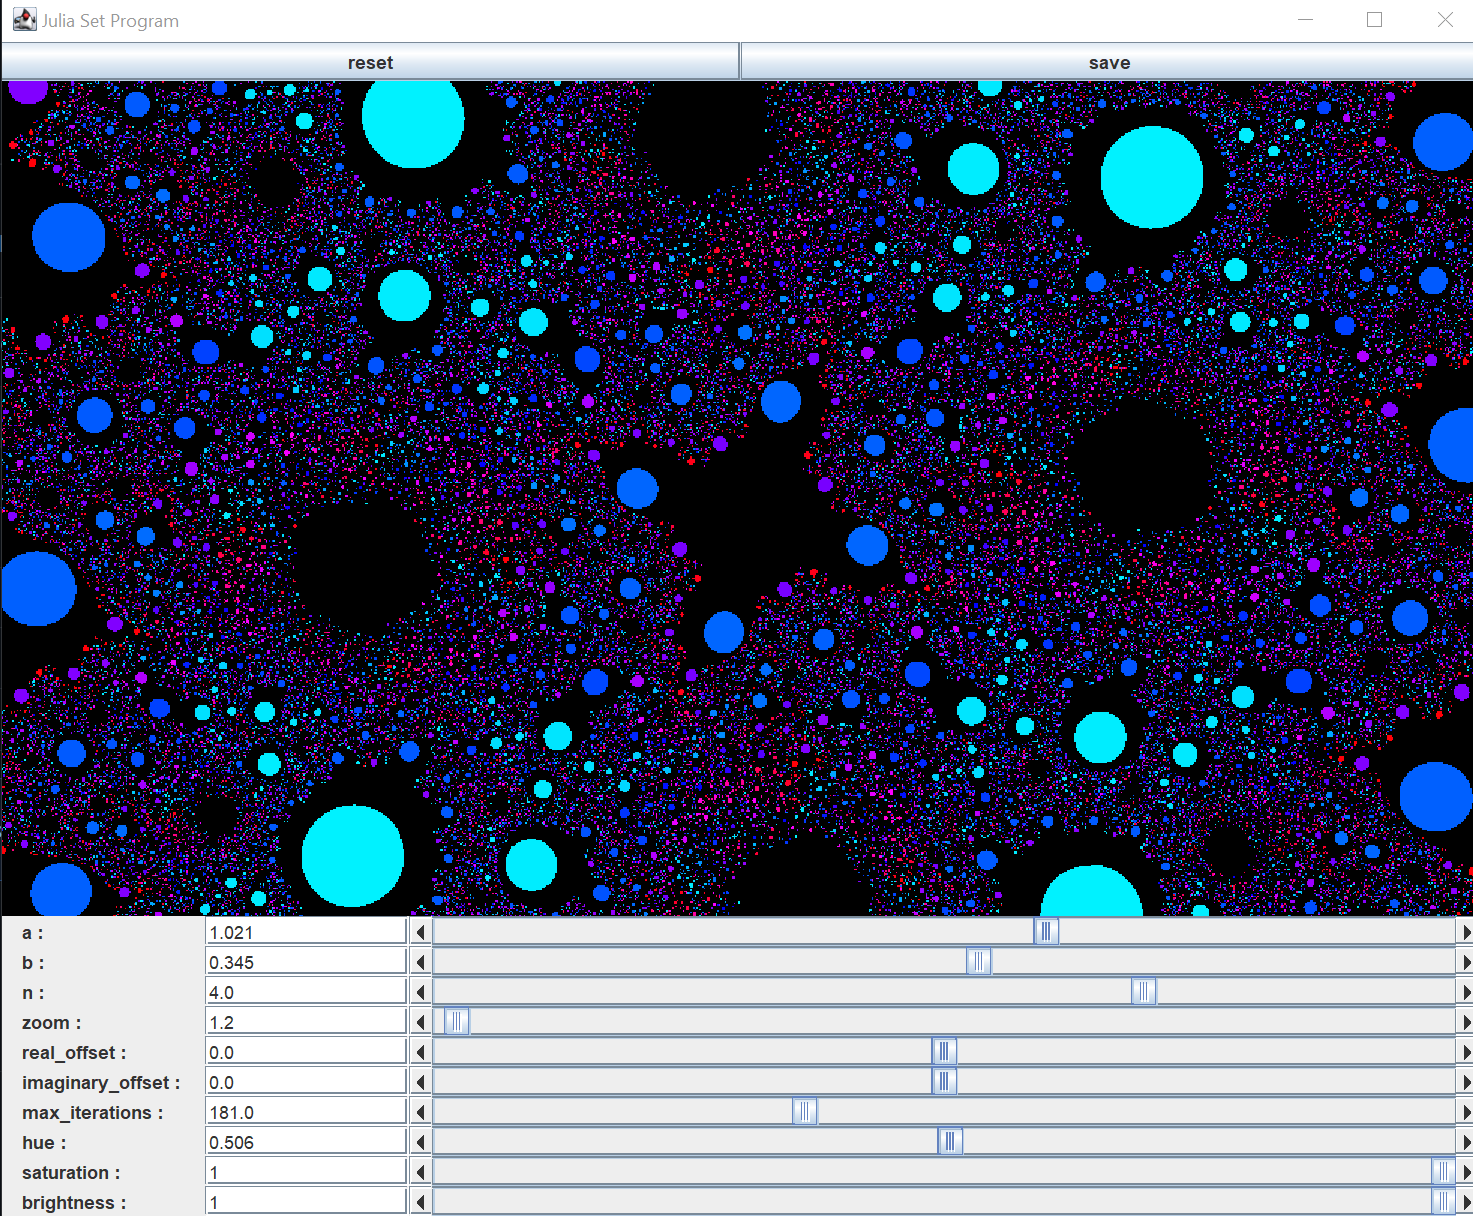 Julia Set Program
reset save
a : 1.021
b : 0.345
n : 4.0
zoom : 1.2
real_offset : 0.0
imaginary_offset : 0.0
max_iterations : 181.0
hue : 0.506
saturation : 1
brightness : 1